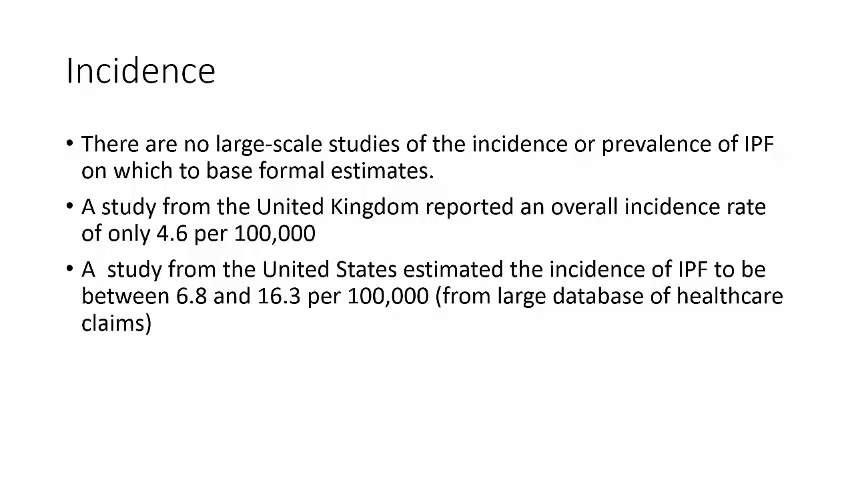 Incidence
• There are no large-scale studies of the incidence or prevalence of IPF
on which to base formal estimates.
• A study from the United Kingdom reported an overall incidence rate
of only 4.6 per 100,000
• A  study from the United States estimated the incidence of IPF to be
between 6.8 and 16.3 per 100,000 (from large database of healthcare
claims)